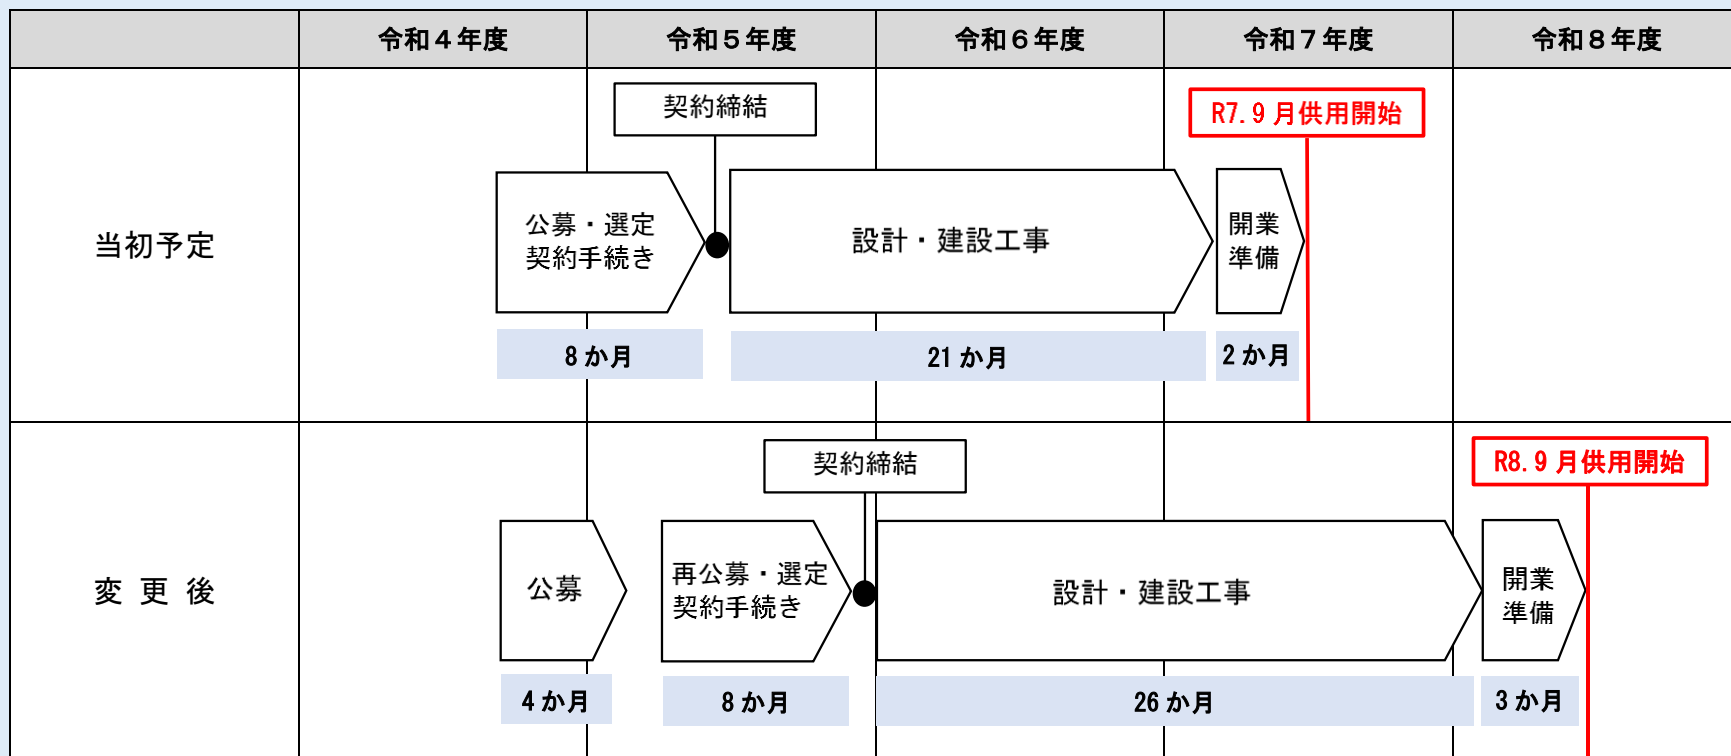 令和４年度
令和５年度
令和６年度
令和７年度
令和８年度
当初予定
契約締結
R7.9 月供用開始
公募・選定
契約手続き
設計・建設工事
開業
準備
8 か月
21 か月
2 か月
変 更 後
契約締結
R8.9 月供用開始
公募
再公募・選定
契約手続き
設計・建設工事
開業
準備
4 か月
8 か月
26 か月
3 か月